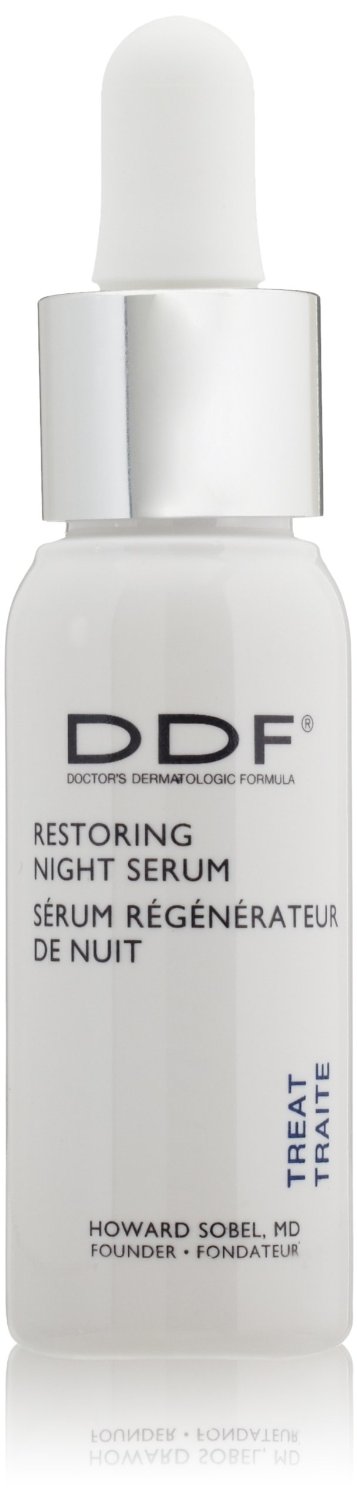 DDF®
DOCTOR'S DERMATOLOGIC FORMULA
RESTORING
NIGHT SERUM
SÉRUM RÉGÉNÉRATEUR
DE NUIT
TREAT
TRAITE
HOWARD SOBEL, MD
FOUNDER • FONDATEUR